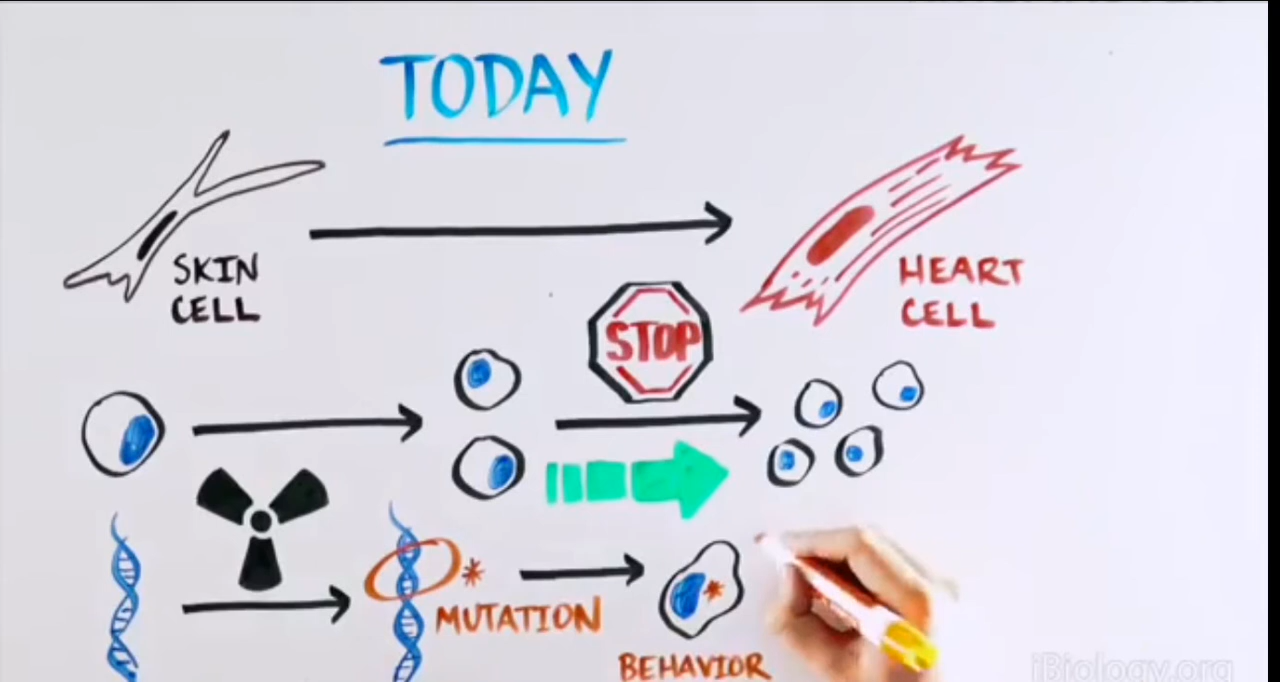 TODAY
SKIN
CELL
HEART
CELL
STOP
MUTATION
BEHAVIOR
iBiology.org